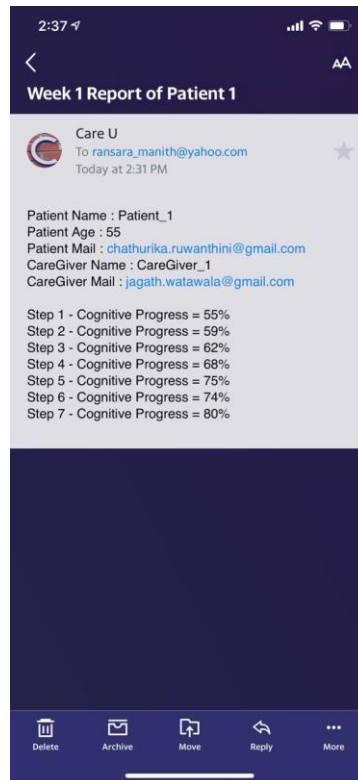 2:37
AA
Week 1 Report of Patient 1
Care U
To ransara_manith@yahoo.com
Today at 2:31 PM
Patient Name : Patient_1
Patient Age : 55
Patient Mail : chathurika.ruwanthini@gmail.com
CareGiver Name : CareGiver_1
CareGiver Mail : jagath.watawala@gmail.com
Step 1 - Cognitive Progress = 55%
Step 2 - Cognitive Progress = 59%
Step 3 - Cognitive Progress = 62%
Step 4 - Cognitive Progress = 68%
Step 5 - Cognitive Progress = 75%
Step 6 - Cognitive Progress = 74%
Step 7 - Cognitive Progress = 80%
Delete Archive Move Reply More